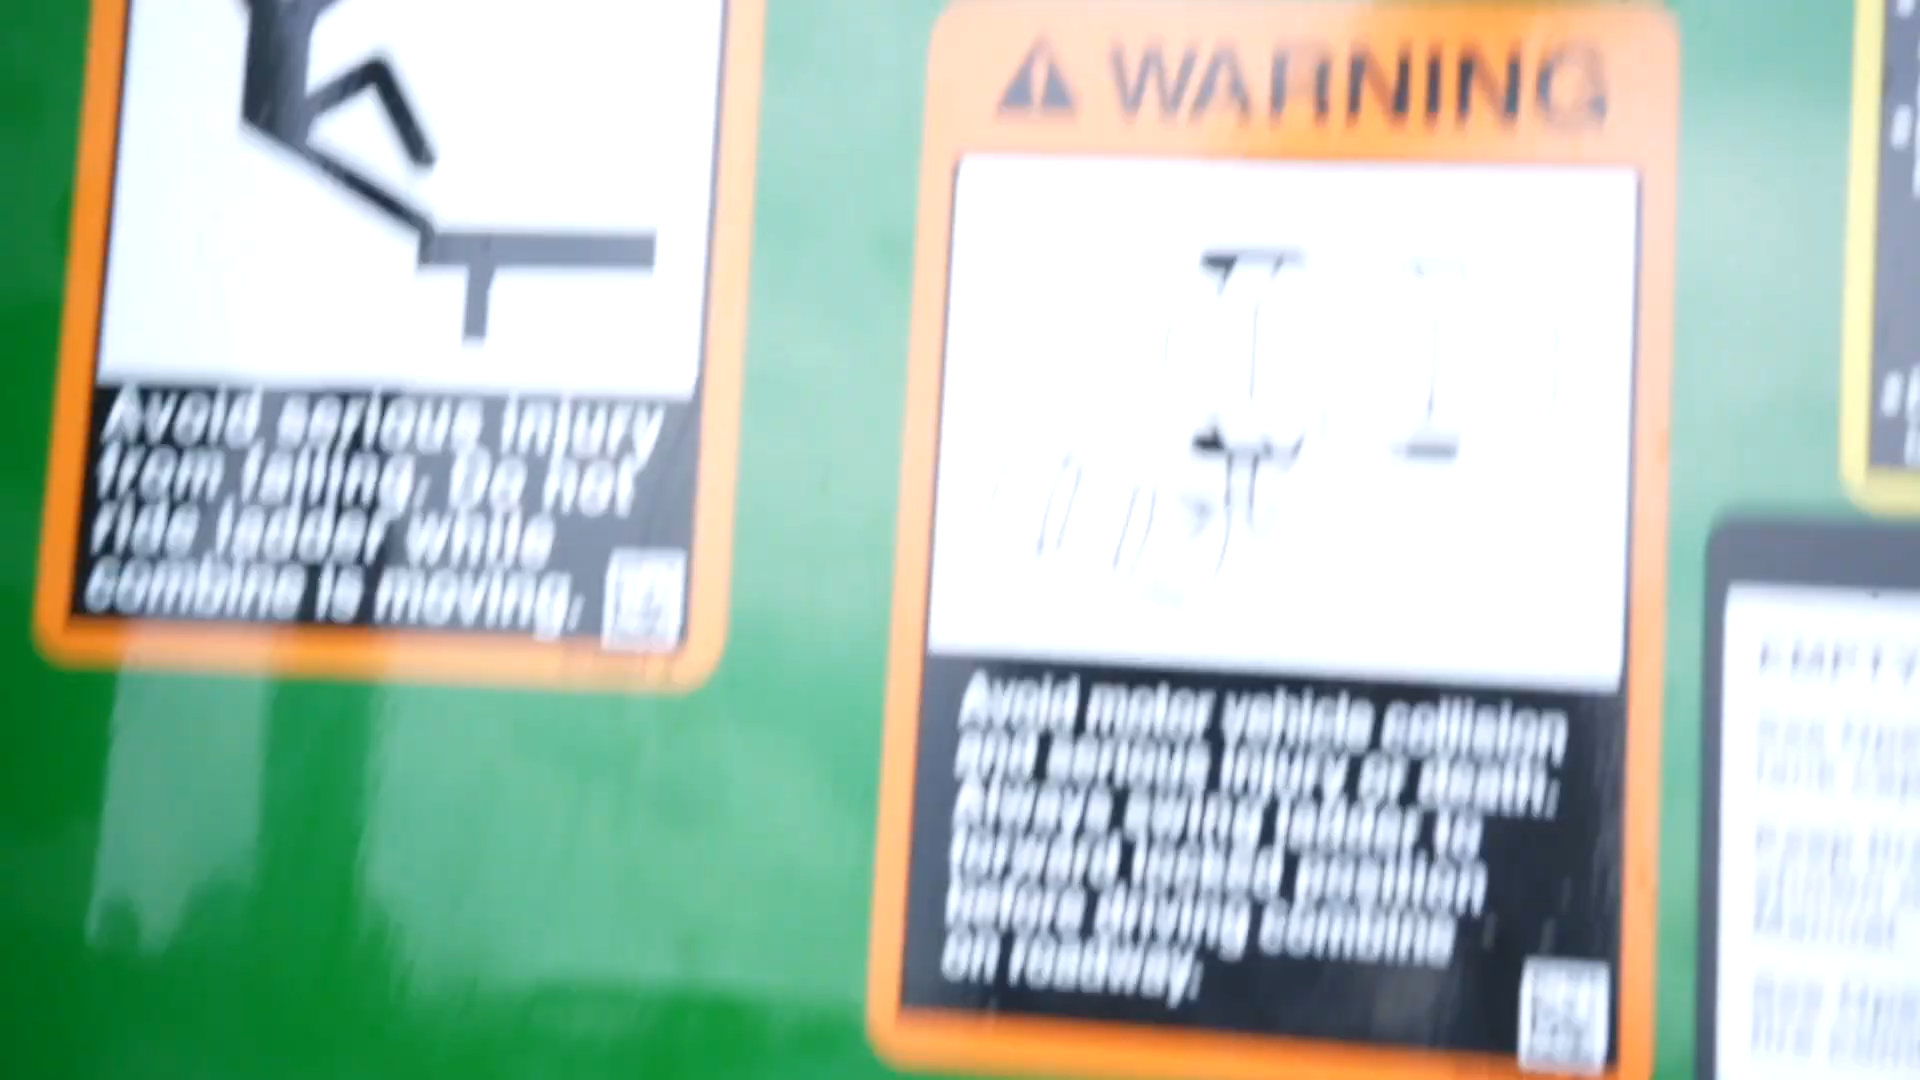 Avoid serious injury
from falling. Do not
ride ladder while
combine is moving.
WARNING
Avoid motor vehicle collision
and serious injury or death.
Always swing ladder to
forward locked position
before driving combine
on roadway.
EMPTY